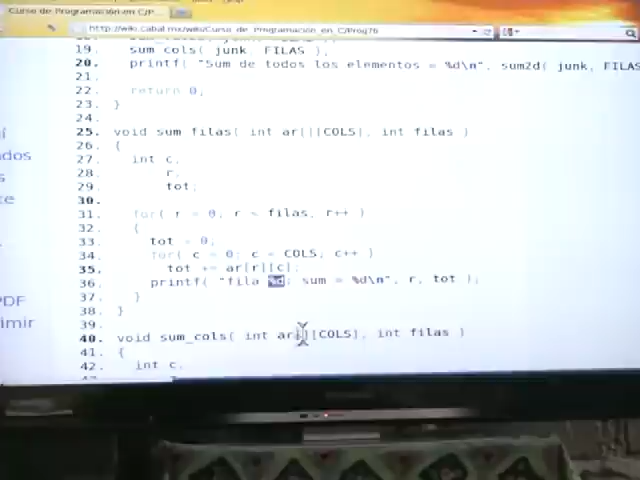 Curso de Programación en C/P...
http://wiki.cabal.mx/wiki/Curso_de_Programación_en_C/Prog76
19. sum_cols( junk, FILAS );
20. printf( "Sum de todos los elementos = %d\n", sum2d( junk, FILAS
21.
22. return 0;
23. }
24.
25. void sum_filas( int ar[][COLS], int filas )
26. {
27. int c,
28. r,
29. tot;
30.
31. for( r = 0; r < filas; r++ )
32. {
33. tot = 0;
34. for( c = 0; c < COLS; c++ )
35. tot += ar[r][c];
36. printf( "fila %d: sum = %d\n", r, tot );
37. }
38. }
39.
40. void sum_cols( int ar[][COLS], int filas )
41. {
42. int c,
í
dos
s
e
PDF
imir